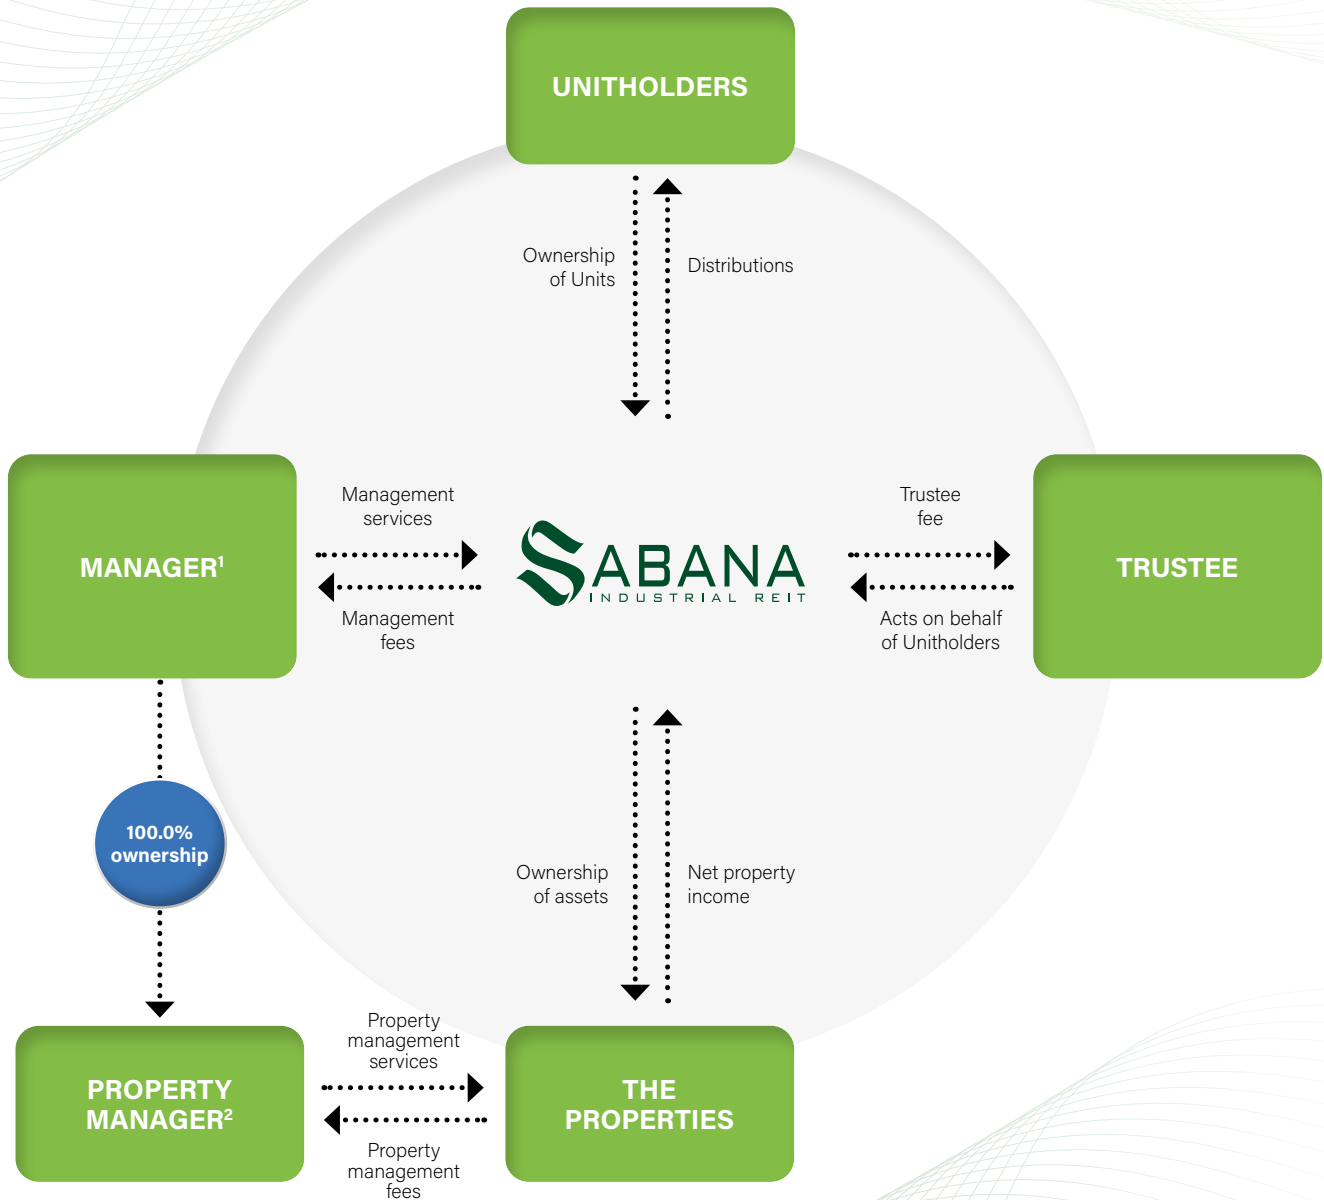 UNITHOLDERS
Ownership
of Units
Distributions
MANAGER¹
Management
services
Management
fees
SABANA
INDUSTRIAL REIT
Trustee
fee
Acts on behalf
of Unitholders
TRUSTEE
100.0%
ownership
Ownership
of assets
Net property
income
PROPERTY
MANAGER²
Property
management
services
Property
management
fees
THE
PROPERTIES